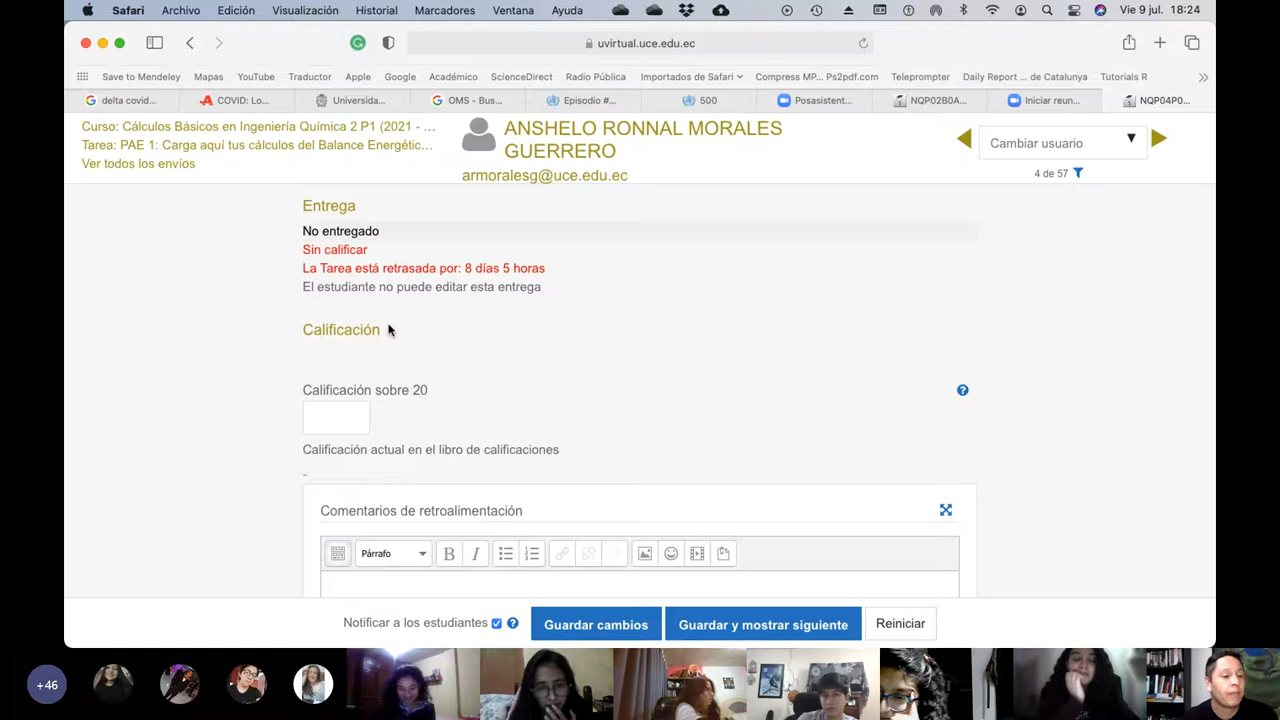 Safari Archivo Edición Visualización Historial Marcadores Ventana Ayuda Vie 9 jul. 18:24
uvirtual.uce.edu.ec
Save to Mendeley Mapas YouTube Traductor Apple Google Académico ScienceDirect Radio Pública Importados de Safari Compress MP... Ps2pdf.com Teleprompter Daily Report ... de Catalunya Tutorials R
delta covid... COVID: Lo... Universida... OMS - Bus... Episodio #... 500 Posasistent... NQP02B0A... Iniciar reun... NQP04P0...
Curso: Cálculos Básicos en Ingeniería Química 2 P1 (2021 - ...
Tarea: PAE 1: Carga aquí tus cálculos del Balance Energétic...
Ver todos los envíos
ANSHELO RONNAL MORALES
GUERRERO
armoralesg@uce.edu.ec
Cambiar usuario
4 de 57
Entrega
No entregado
Sin calificar
La Tarea está retrasada por: 8 días 5 horas
El estudiante no puede editar esta entrega
Calificación
Calificación sobre 20
Calificación actual en el libro de calificaciones
-
Comentarios de retroalimentación
Párrafo B I
Notificar a los estudiantes Guardar cambios Guardar y mostrar siguiente Reiniciar
+46